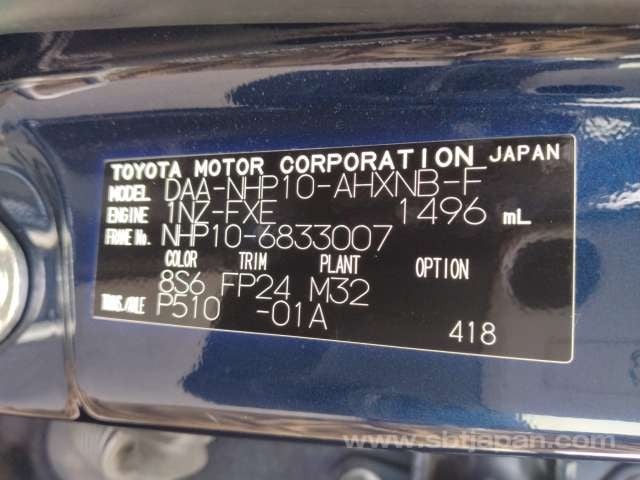 TOYOTA MOTOR CORPORATION JAPAN
MODEL DAA-NHP10-AHXNB-F
ENGINE 1NZ-FXE 1496 mL
FRAME No. NHP10-6833007
COLOR TRIM PLANT OPTION
8S6 FP24 M32
TRANS./AXLE P510 -01A
418
www.sbtjapan.com